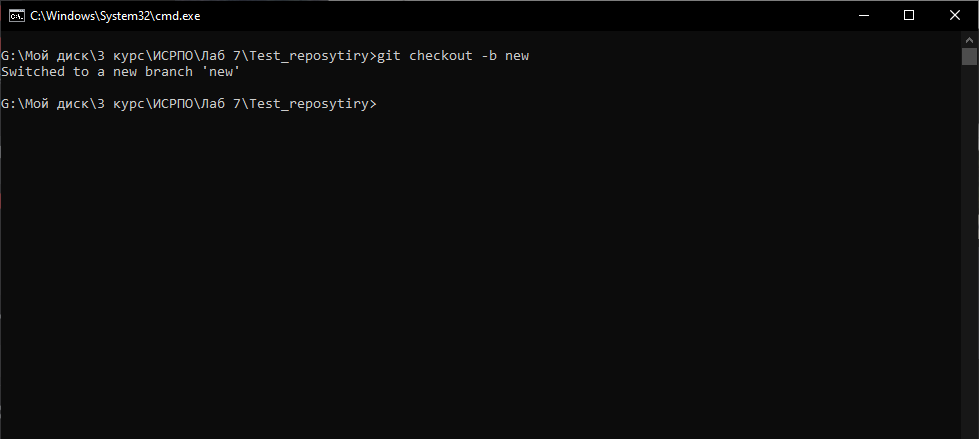 C:\Windows\System32\cmd.exe
G:\Мой диск\3 курс\ИСРПО\Лаб 7\Test_reposytiry>git checkout -b new
Switched to a new branch 'new'
G:\Мой диск\3 курс\ИСРПО\Лаб 7\Test_reposytiry>